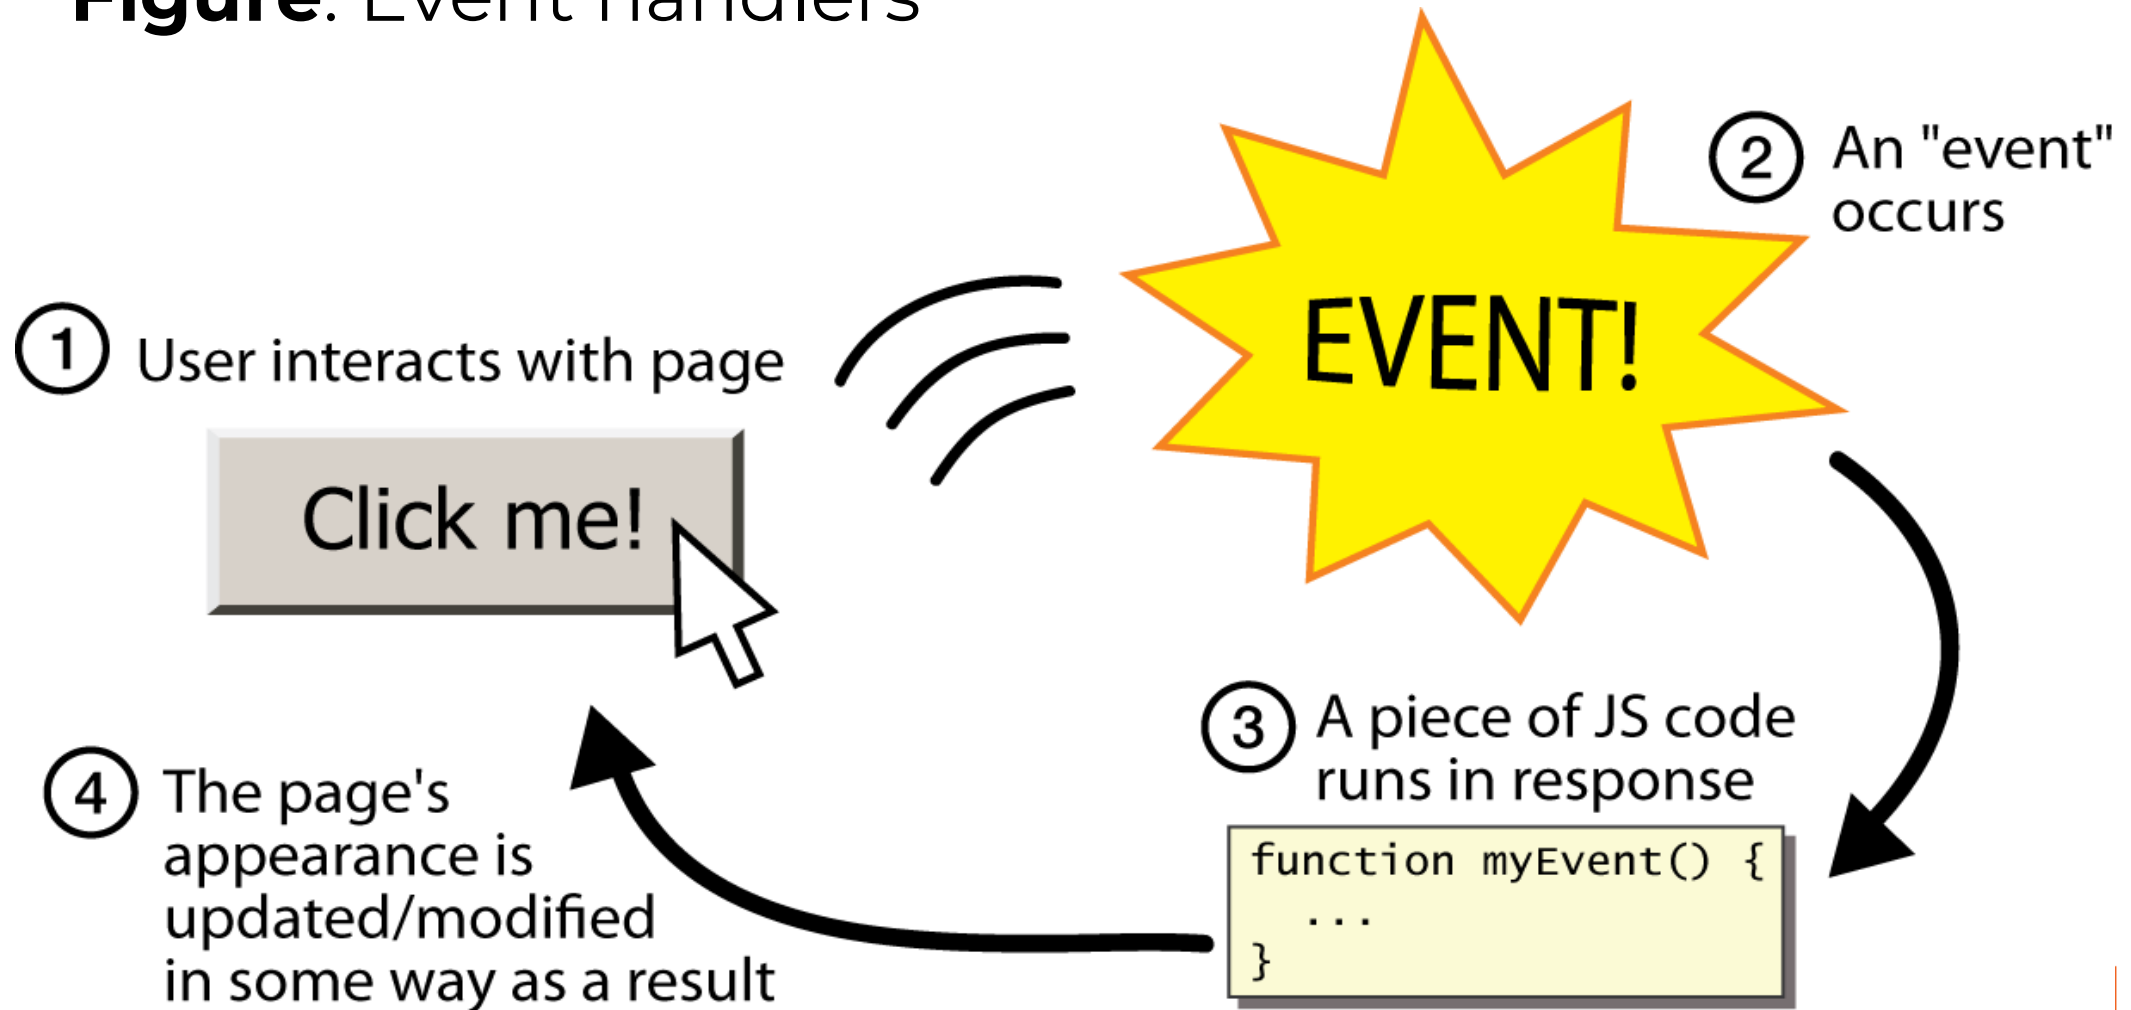 Figure. Event handlers
1 User interacts with page
Click me!
EVENT!
2 An "event"
occurs
3 A piece of JS code
runs in response
function myEvent() {
...
}
4 The page's
appearance is
updated/modified
in some way as a result